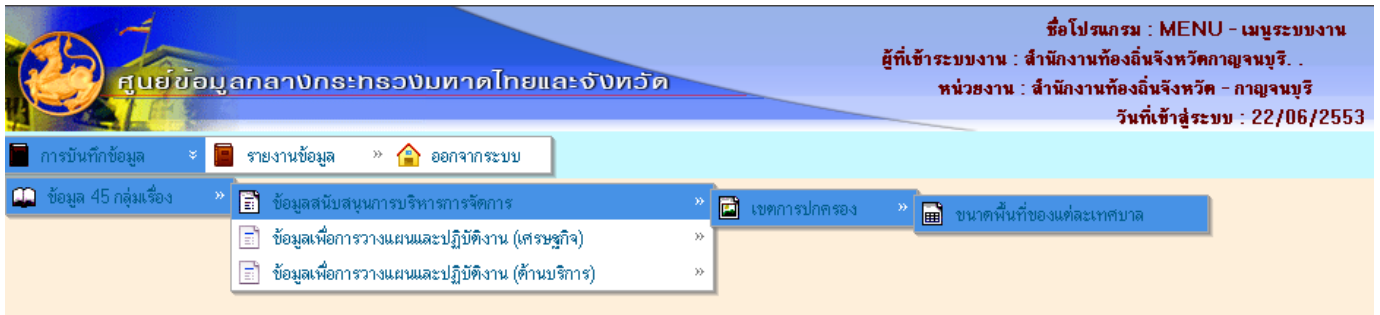 ชื่อโปรแกรม : MENU - เมนูระบบงาน
ผู้ที่เข้าระบบงาน : สำนักงานท้องถิ่นจังหวัดกาญจนบุรี. .
ศูนย์ข้อมูลกลางกระทรวงมหาดไทยและจังหวัด
หน่วยงาน : สำนักงานท้องถิ่นจังหวัด - กาญจนบุรี
วันที่เข้าสู่ระบบ : 22/06/2553
การบันทึกข้อมูล » รายงานข้อมูล » ออกจากระบบ
ข้อมูล 45 กลุ่มเรื่อง » ข้อมูลสนับสนุนการบริหารการจัดการ » เขตการปกครอง » ขนาดพื้นที่ของแต่ละเทศบาล
ข้อมูลเพื่อการวางแผนและปฏิบัติงาน (เศรษฐกิจ) »
ข้อมูลเพื่อการวางแผนและปฏิบัติงาน (ด้านบริการ) »